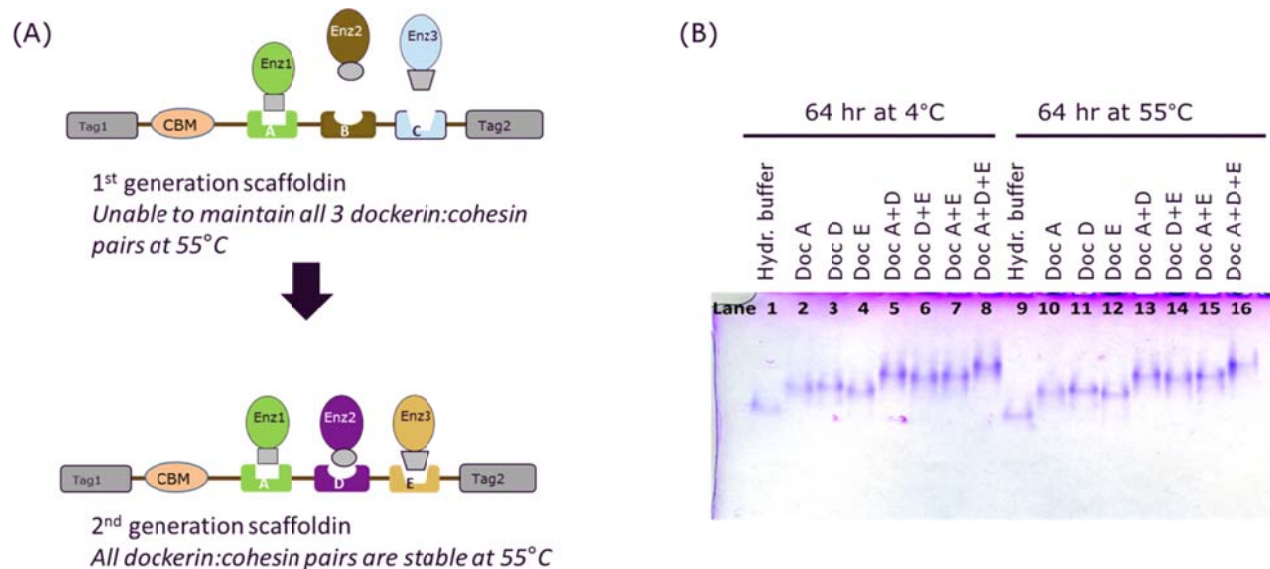 (A)
Enz1
Enz2
Enz3
Tag1
CBM
A
B
C
Tag2
1st generation scaffoldin
Unable to maintain all 3 dockerin:cohesin
pairs at 55°C
Enz1
Enz2
Enz3
Tag1
CBM
A
D
E
Tag2
2nd generation scaffoldin
All dockerin:cohesin pairs are stable at 55°C
(B)
64 hr at 4°C
64 hr at 55°C
Hydr. buffer
Doc A
Doc D
Doc E
Doc A+D
Doc D+E
Doc A+E
Doc A+D+E
Hydr. buffer
Doc A
Doc D
Doc E
Doc A+D
Doc D+E
Doc A+E
Doc A+D+E
Lane 1 2 3 4 5 6 7 8 9 10 11 12 13 14 15 16